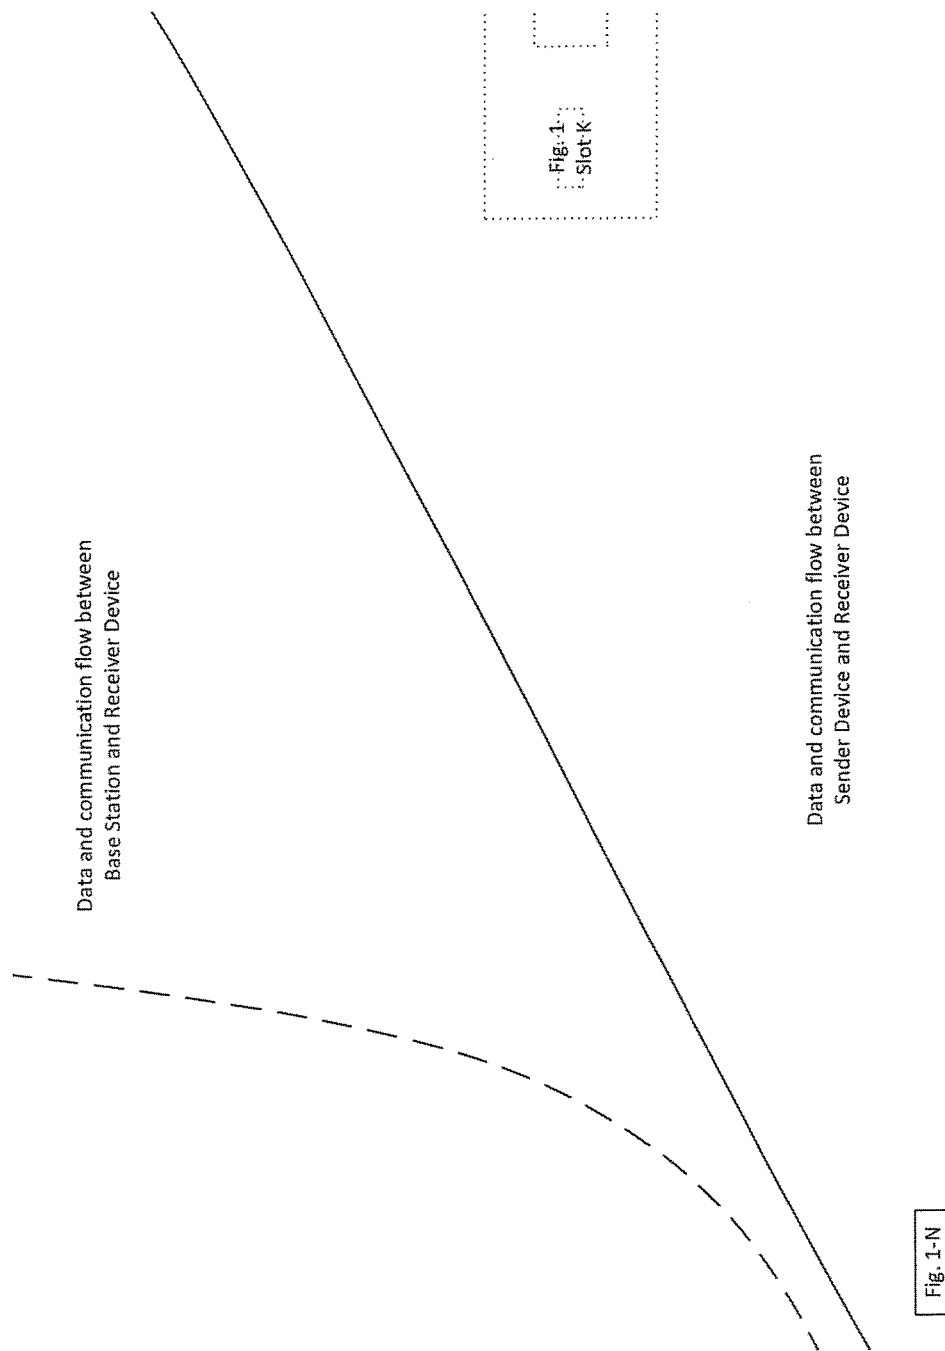 Data and communication flow between
Base Station and Receiver Device
Fig. 1
Slot K
Data and communication flow between
Sender Device and Receiver Device
Fig. 1-N